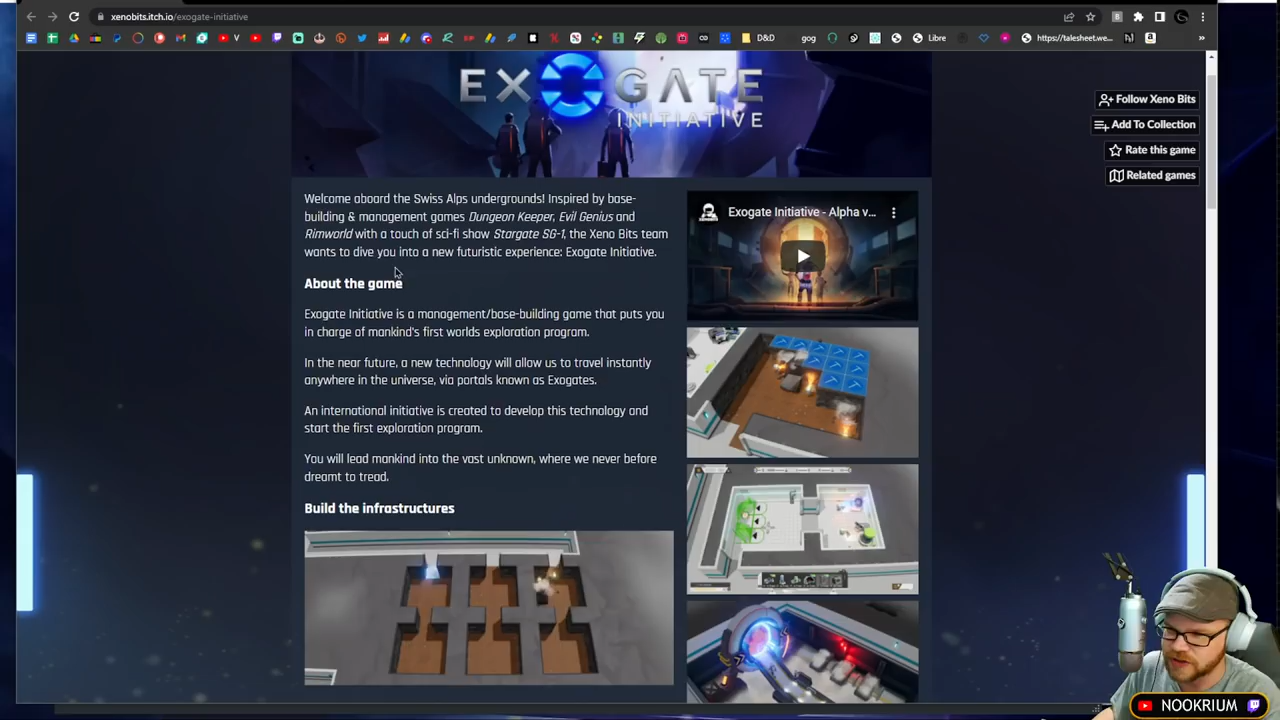 xenobits.itch.io/exogate-initiative
V
D&D
gog
Libre
https://talesheet.we...
»
EXOGATE
INITIATIVE
Follow Xeno Bits
Add To Collection
Rate this game
Related games
Welcome aboard the Swiss Alps undergrounds! Inspired by base-
building & management games Dungeon Keeper, Evil Genius and
Rimworld with a touch of sci-fi show Stargate SG-1, the Xeno Bits team
wants to dive you into a new futuristic experience: Exogate Initiative.
About the game
Exogate Initiative is a management/base-building game that puts you
in charge of mankind's first worlds exploration program.
In the near future, a new technology will allow us to travel instantly
anywhere in the universe, via portals known as Exogates.
An international initiative is created to develop this technology and
start the first exploration program.
You will lead mankind into the vast unknown, where we never before
dreamt to tread.
Build the infrastructures
Exogate Initiative - Alpha v...
NOOKRIUM